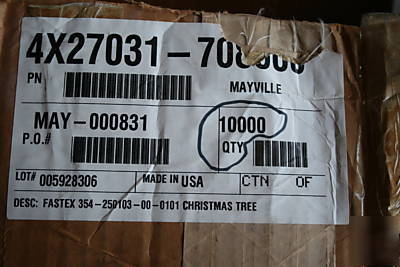 4X27031-708
PN
MAYVILLE
MAY-000831
P.O.#
10000
QTY
LOT# 005928306
MADE IN USA
CTN OF
DESC: FASTEX 354-250103-00-0101 CHRISTMAS TREE